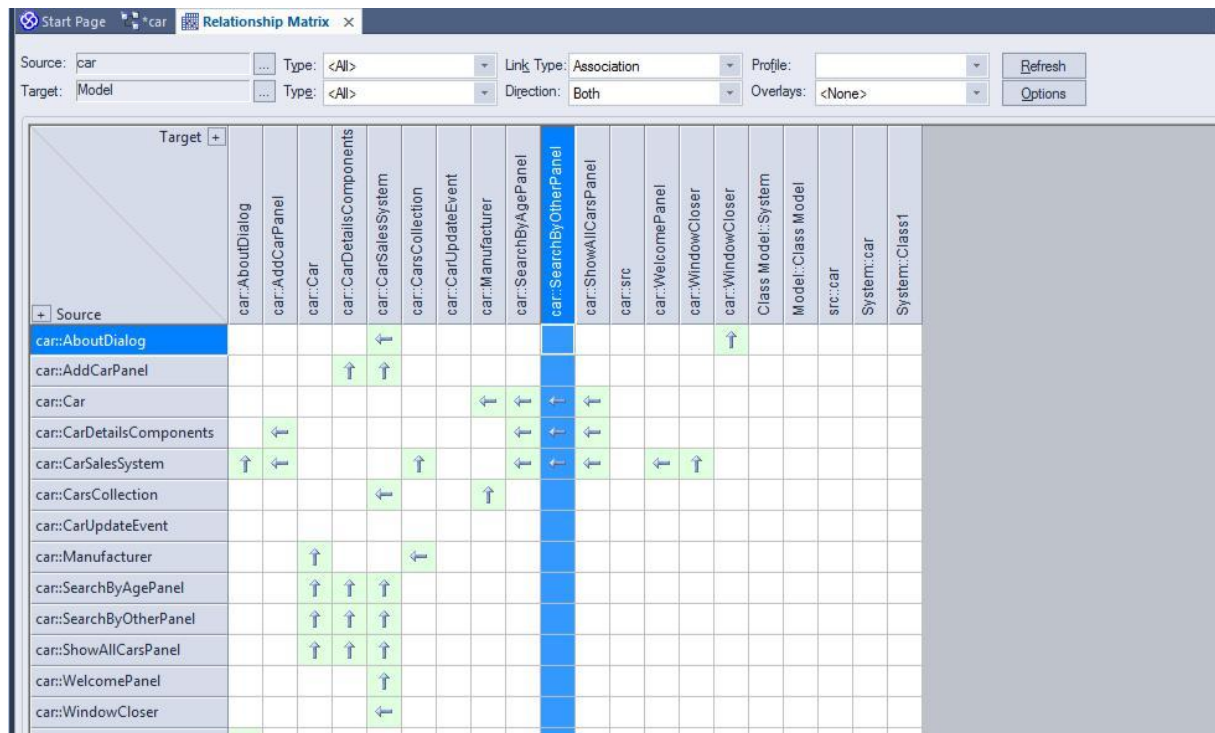 Start Page *car Relationship Matrix ×
Source: car ... Type: <All> Link Type: Association Profile: Refresh
Target: Model ... Type: <All> Direction: Both Overlays: <None> Options
Target +
+ Source
car::AboutDialog
car::AddCarPanel
car::Car
car::CarDetailsComponents
car::CarSalesSystem
car::CarsCollection
car::CarUpdateEvent
car::Manufacturer
car::SearchByAgePanel
car::SearchByOtherPanel
car::ShowAllCarsPanel
car::src
car::WelcomePanel
car::WindowCloser
car::WindowCloser
Class Model::System
Model::Class Model
src::car
System::car
System::Class1
car::AboutDialog
car::AddCarPanel
car::Car
car::CarDetailsComponents
car::CarSalesSystem
car::CarsCollection
car::CarUpdateEvent
car::Manufacturer
car::SearchByAgePanel
car::SearchByOtherPanel
car::ShowAllCarsPanel
car::WelcomePanel
car::WindowCloser